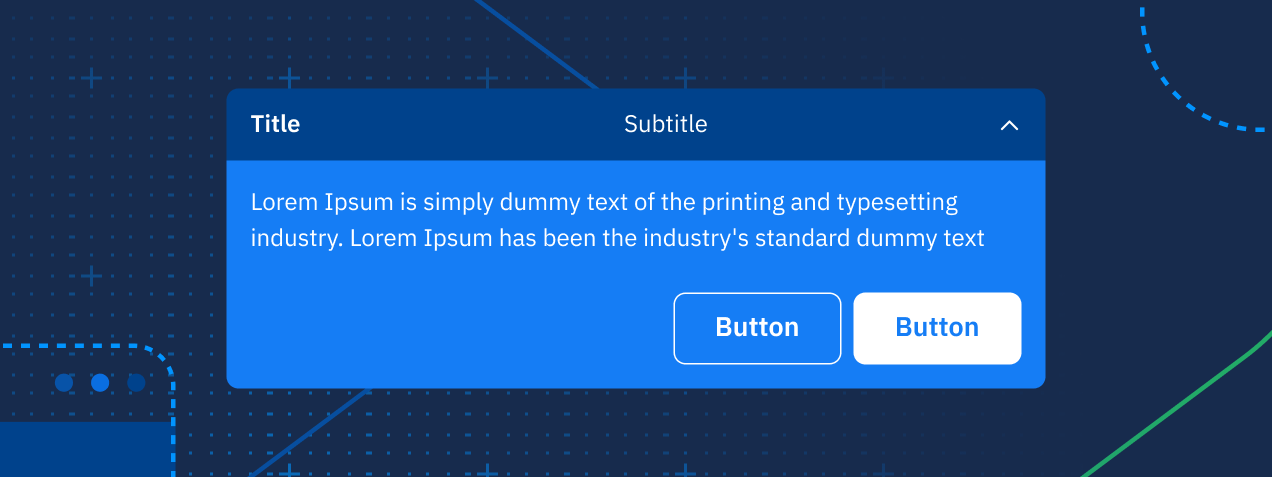 Title
Subtitle
Lorem Ipsum is simply dummy text of the printing and typesetting
industry. Lorem Ipsum has been the industry's standard dummy text
Button
Button